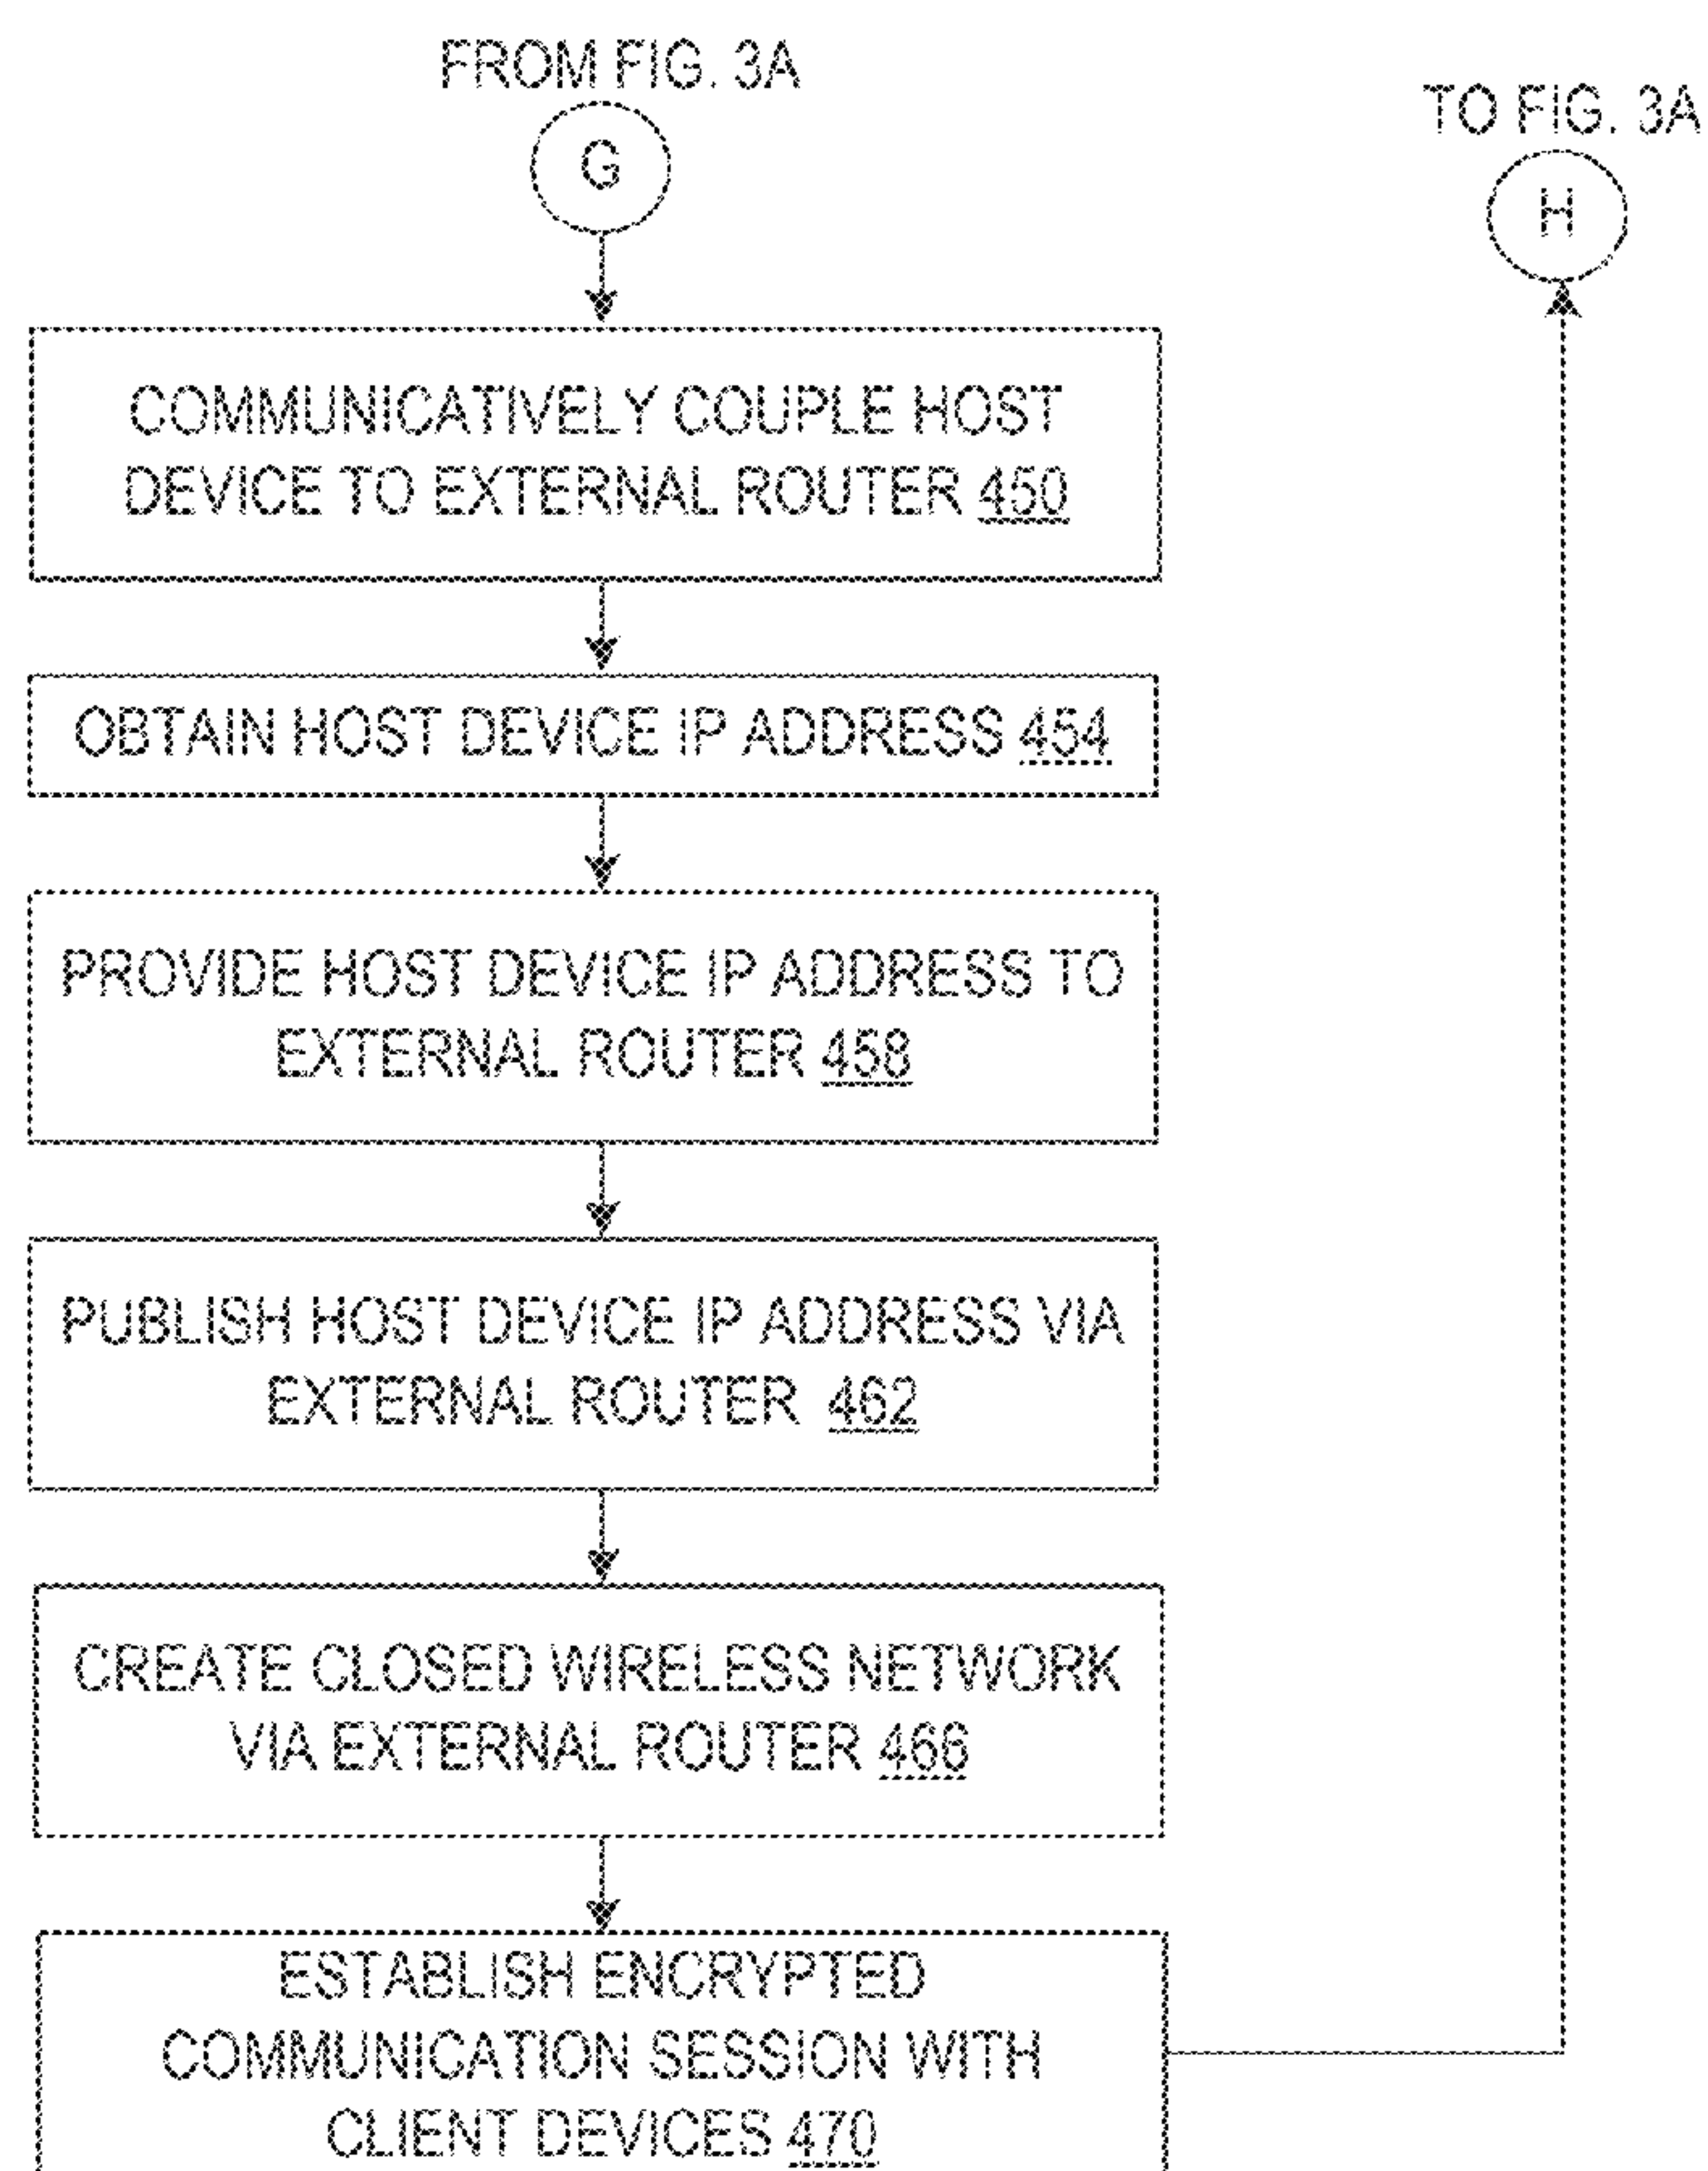 FROM FIG. 3A
G
TO FIG. 3A
H
COMMUNICATIVELY COUPLE HOST
DEVICE TO EXTERNAL ROUTER 450
OBTAIN HOST DEVICE IP ADDRESS 454
PROVIDE HOST DEVICE IP ADDRESS TO
EXTERNAL ROUTER 458
PUBLISH HOST DEVICE IP ADDRESS VIA
EXTERNAL ROUTER 462
CREATE CLOSED WIRELESS NETWORK
VIA EXTERNAL ROUTER 466
ESTABLISH ENCRYPTED
COMMUNICATION SESSION WITH
CLIENT DEVICES 470